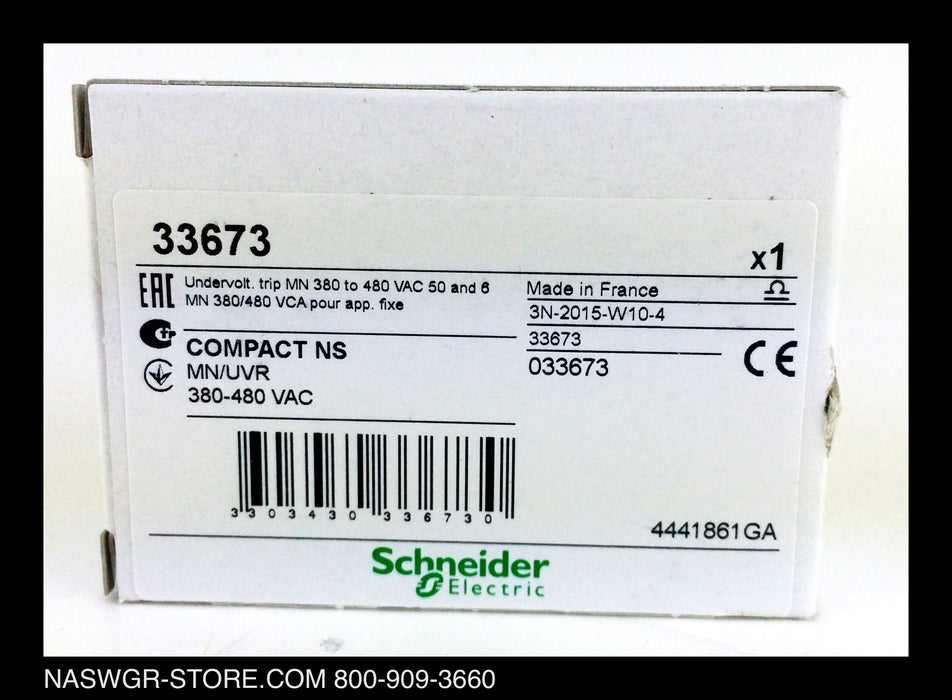 33673
x1
EAC
Undervolt. trip MN 380 to 480 VAC 50 and 6
MN 380/480 VCA pour app. fixe
COMPACT NS
MN/UVR
380-480 VAC
Made in France
3N-2015-W10-4
33673
033673
CE
3 303430 336730
4441861GA
Schneider
Electric
NASWGR-STORE.COM 800-909-3660